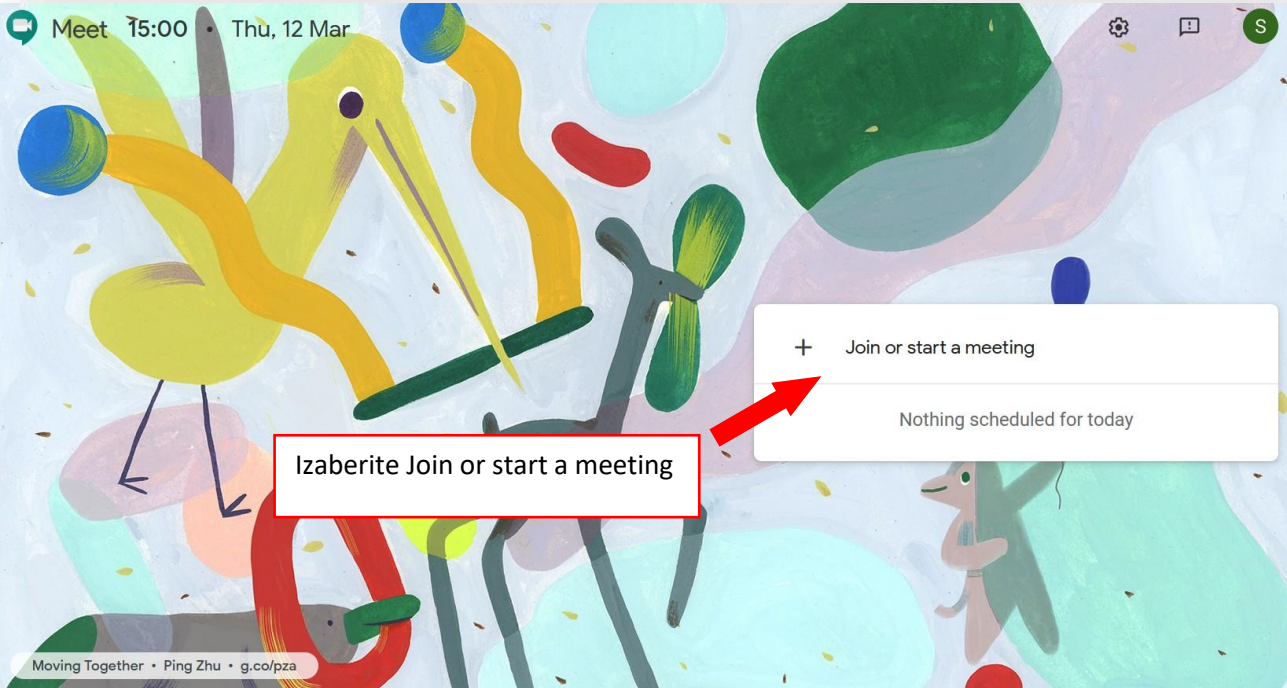 Meet 15:00 • Thu, 12 Mar
S
Join or start a meeting
Nothing scheduled for today
Izaberite Join or start a meeting
Moving Together • Ping Zhu • g.co/pza